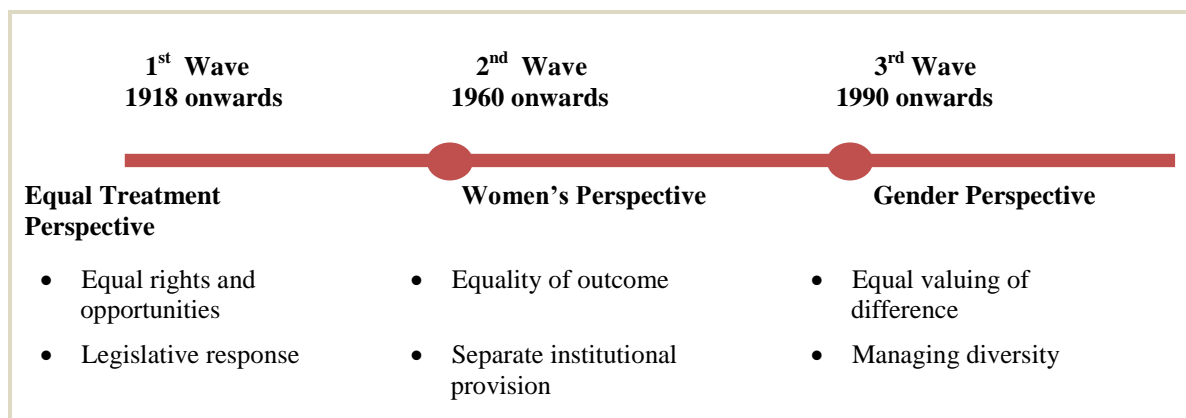 1st Wave
1918 onwards
2nd Wave
1960 onwards
3rd Wave
1990 onwards
Equal Treatment
Perspective
• Equal rights and
opportunities
• Legislative response
Women’s Perspective
• Equality of outcome
• Separate institutional
provision
Gender Perspective
• Equal valuing of
difference
• Managing diversity